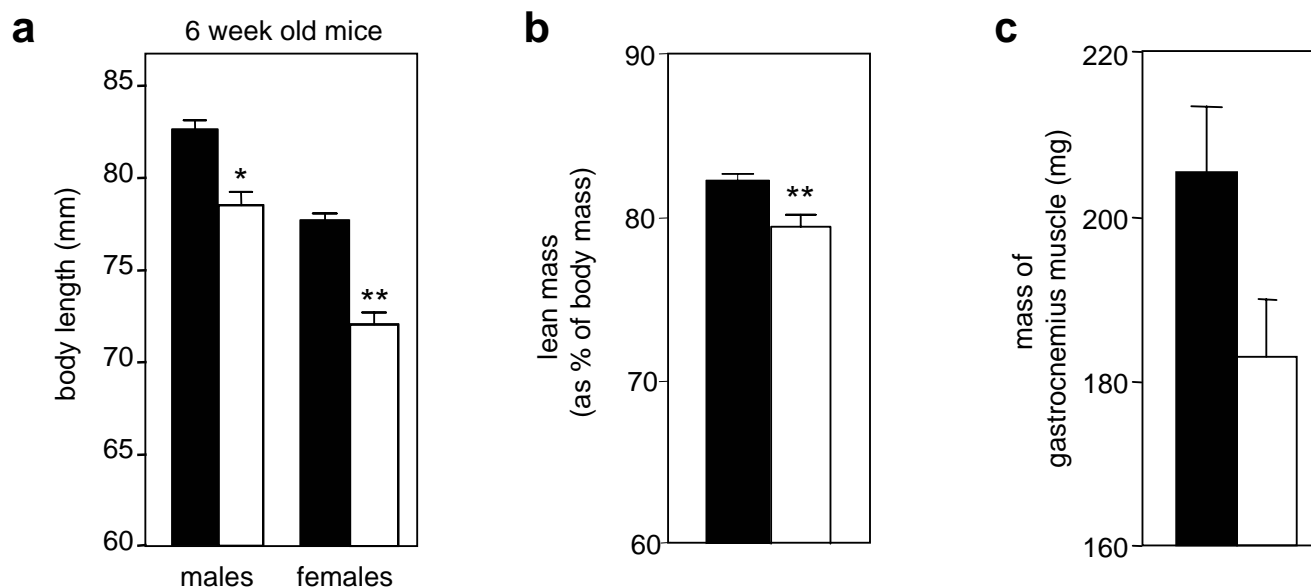 a
6 week old mice
body length (mm)
85
80
75
70
65
60
*
**
males females
b
lean mass
(as % of body mass)
90
80
70
60
**
c
mass of
gastrocnemius muscle (mg)
220
200
180
160